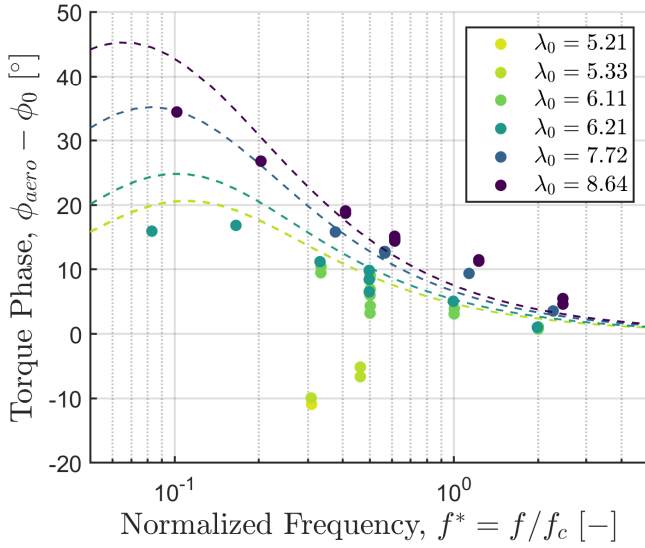 50
40
30
20
10
0
-10
-20
Torque Phase, ϕ_aero − ϕ_0 [°]
λ_0 = 5.21
λ_0 = 5.33
λ_0 = 6.11
λ_0 = 6.21
λ_0 = 7.72
λ_0 = 8.64
10^-1
10^0
Normalized Frequency, f* = f/f_c [−]